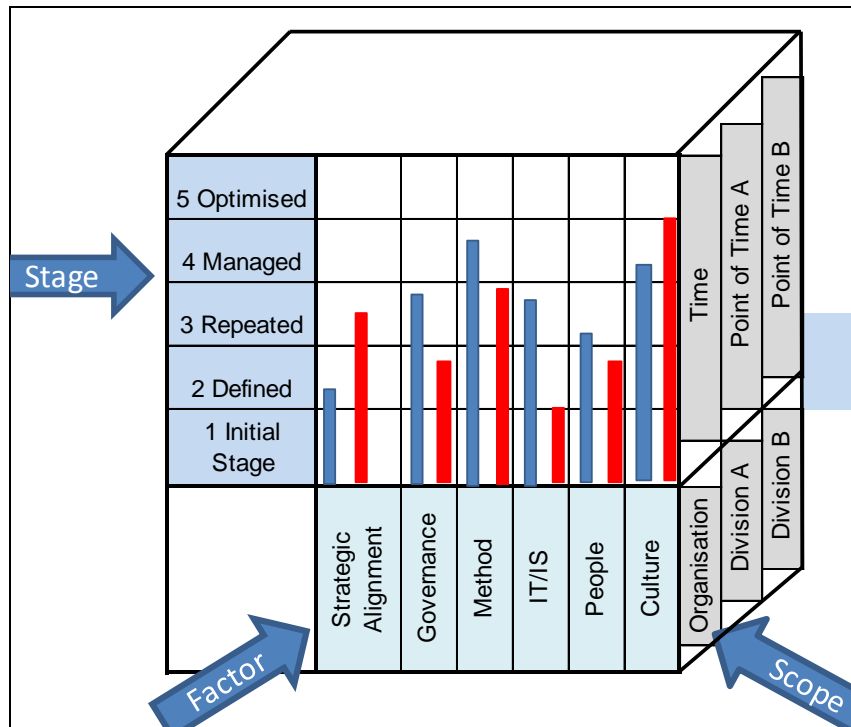 5 Optimised
4 Managed
3 Repeated
2 Defined
1 Initial
Stage
Stage
Strategic
Alignment
Governance
Method
IT/IS
People
Culture
Time
Point of Time A
Point of Time B
Organisation
Division A
Division B
Factor
Scope